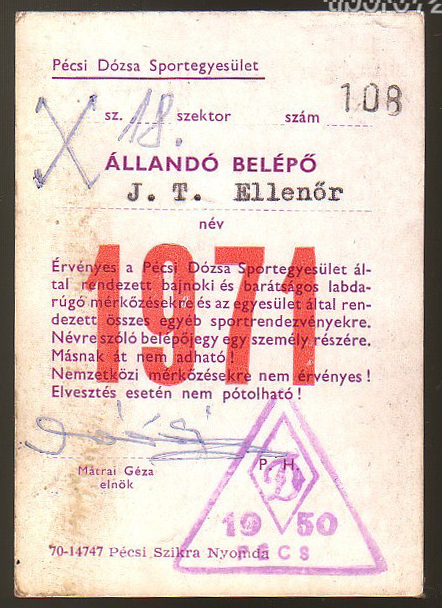 Pécsi Dózsa Sportegyesület
X sz. 18. szektor szám 108
ÁLLANDÓ BELÉPŐ
J. T. Ellenőr
név
1971
Érvényes a Pécsi Dózsa Sportegyesület ál-
tal rendezett bajnoki és barátságos labda-
rúgó mérkőzésekre és az egyesület által ren-
dezett összes egyéb sportrendezvényekre.
Névre szóló belépőjegy egy személy részére.
Másnak át nem adható!
Nemzetközi mérkőzésekre nem érvényes!
Elvesztés esetén nem pótolható!
Mátrai Géza
elnök
P. H.
D
19 50
PÉCS
70-14747 Pécsi Szikra Nyomda